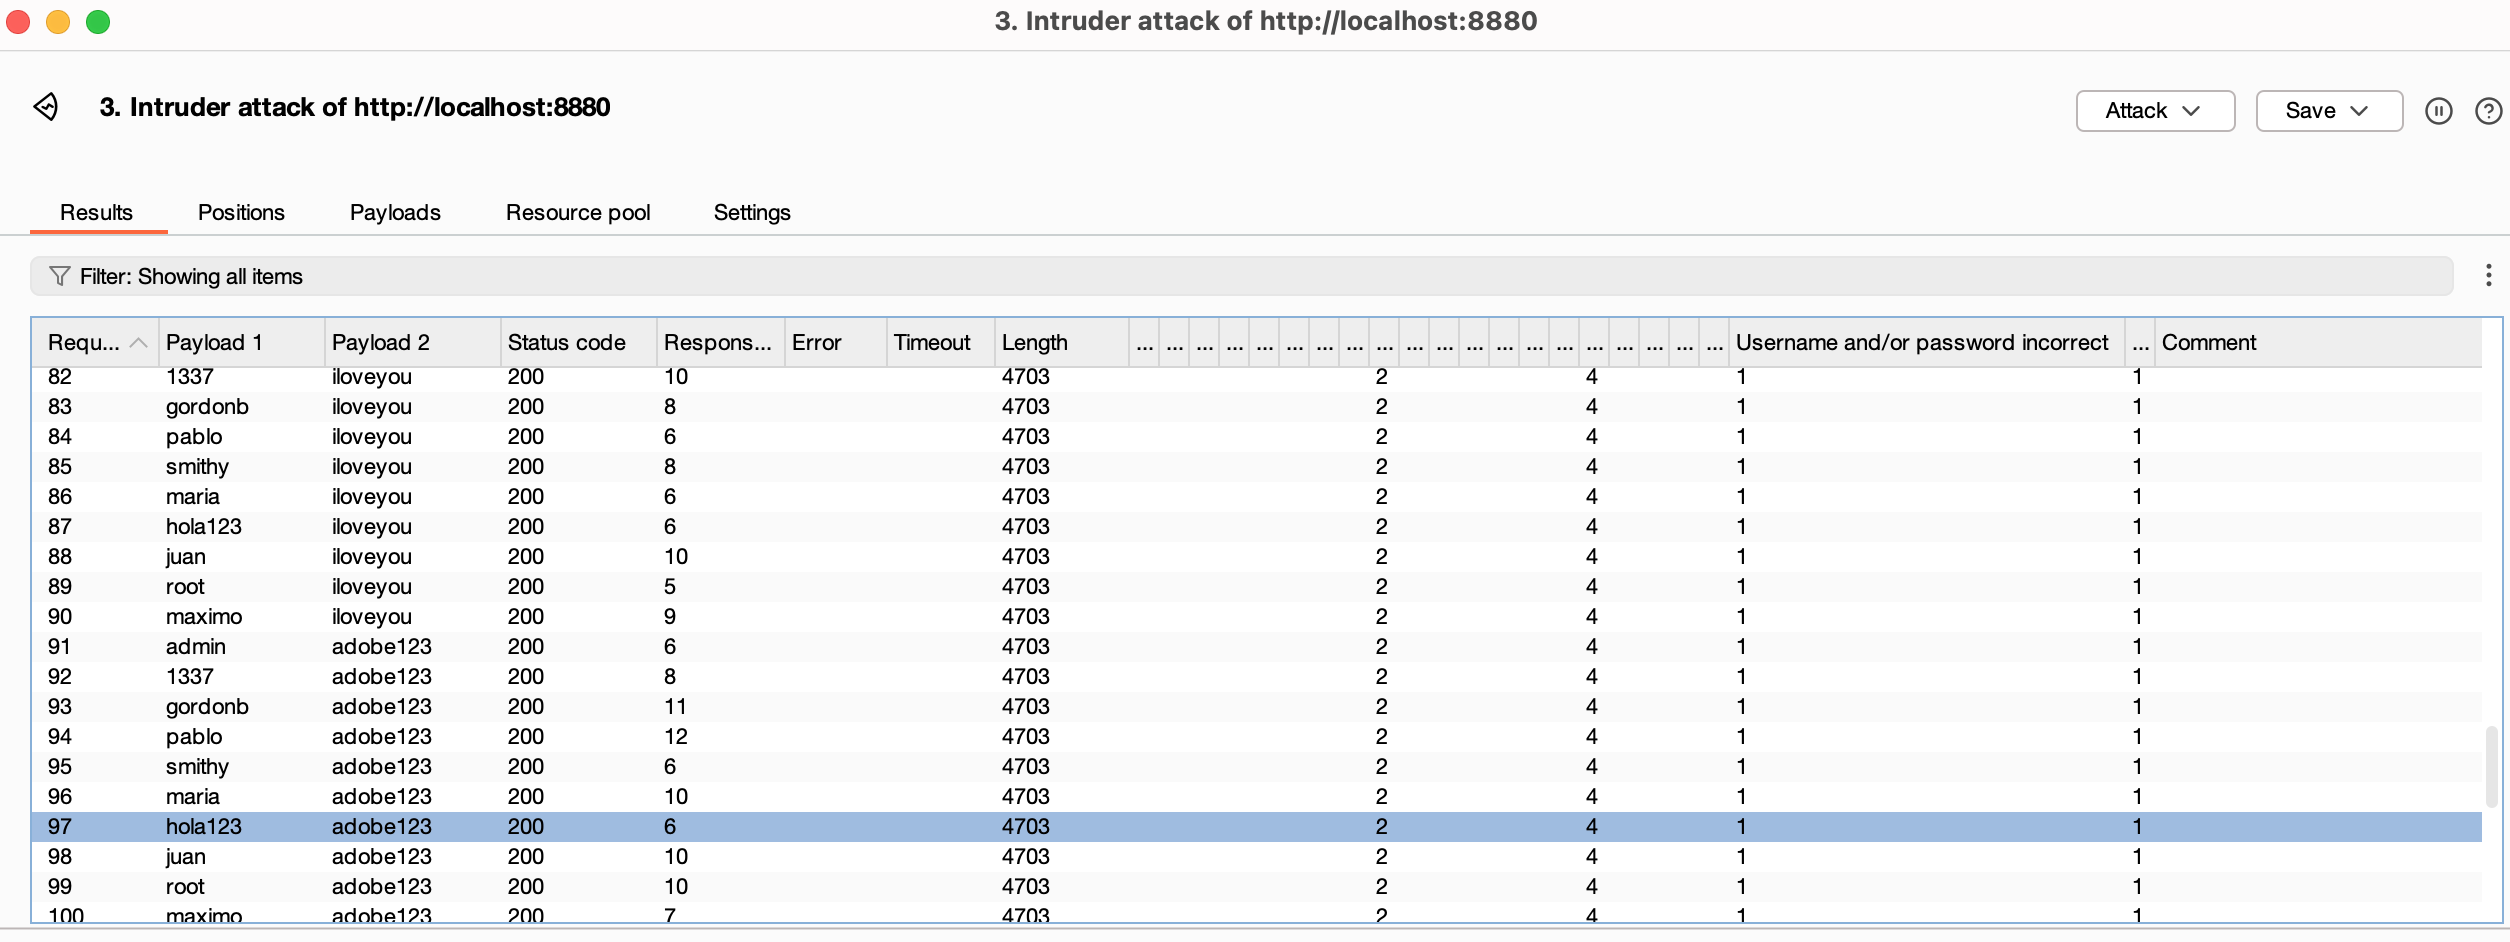 3. Intruder attack of http://localhost:8880
3. Intruder attack of http://localhost:8880
Attack Save
Results Positions Payloads Resource pool Settings
Filter: Showing all items
Requ... Payload 1 Payload 2 Status code Respons... Error Timeout Length ... ... ... ... ... ... ... ... ... ... ... ... ... ... ... ... ... ... ... ... Username and/or password incorrect ... Comment
82 1337 iloveyou 200 10 4703 2 4 1 1
83 gordonb iloveyou 200 8 4703 2 4 1 1
84 pablo iloveyou 200 6 4703 2 4 1 1
85 smithy iloveyou 200 8 4703 2 4 1 1
86 maria iloveyou 200 6 4703 2 4 1 1
87 hola123 iloveyou 200 6 4703 2 4 1 1
88 juan iloveyou 200 10 4703 2 4 1 1
89 root iloveyou 200 5 4703 2 4 1 1
90 maximo iloveyou 200 9 4703 2 4 1 1
91 admin adobe123 200 6 4703 2 4 1 1
92 1337 adobe123 200 8 4703 2 4 1 1
93 gordonb adobe123 200 11 4703 2 4 1 1
94 pablo adobe123 200 12 4703 2 4 1 1
95 smithy adobe123 200 6 4703 2 4 1 1
96 maria adobe123 200 10 4703 2 4 1 1
97 hola123 adobe123 200 6 4703 2 4 1 1
98 juan adobe123 200 10 4703 2 4 1 1
99 root adobe123 200 10 4703 2 4 1 1
100 maximo adobe123 200 7 4703 2 4 1 1